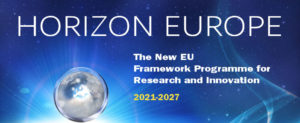 HORIZON EUROPE
The New EU
Framework Programme for
Research and Innovation
2021-2027